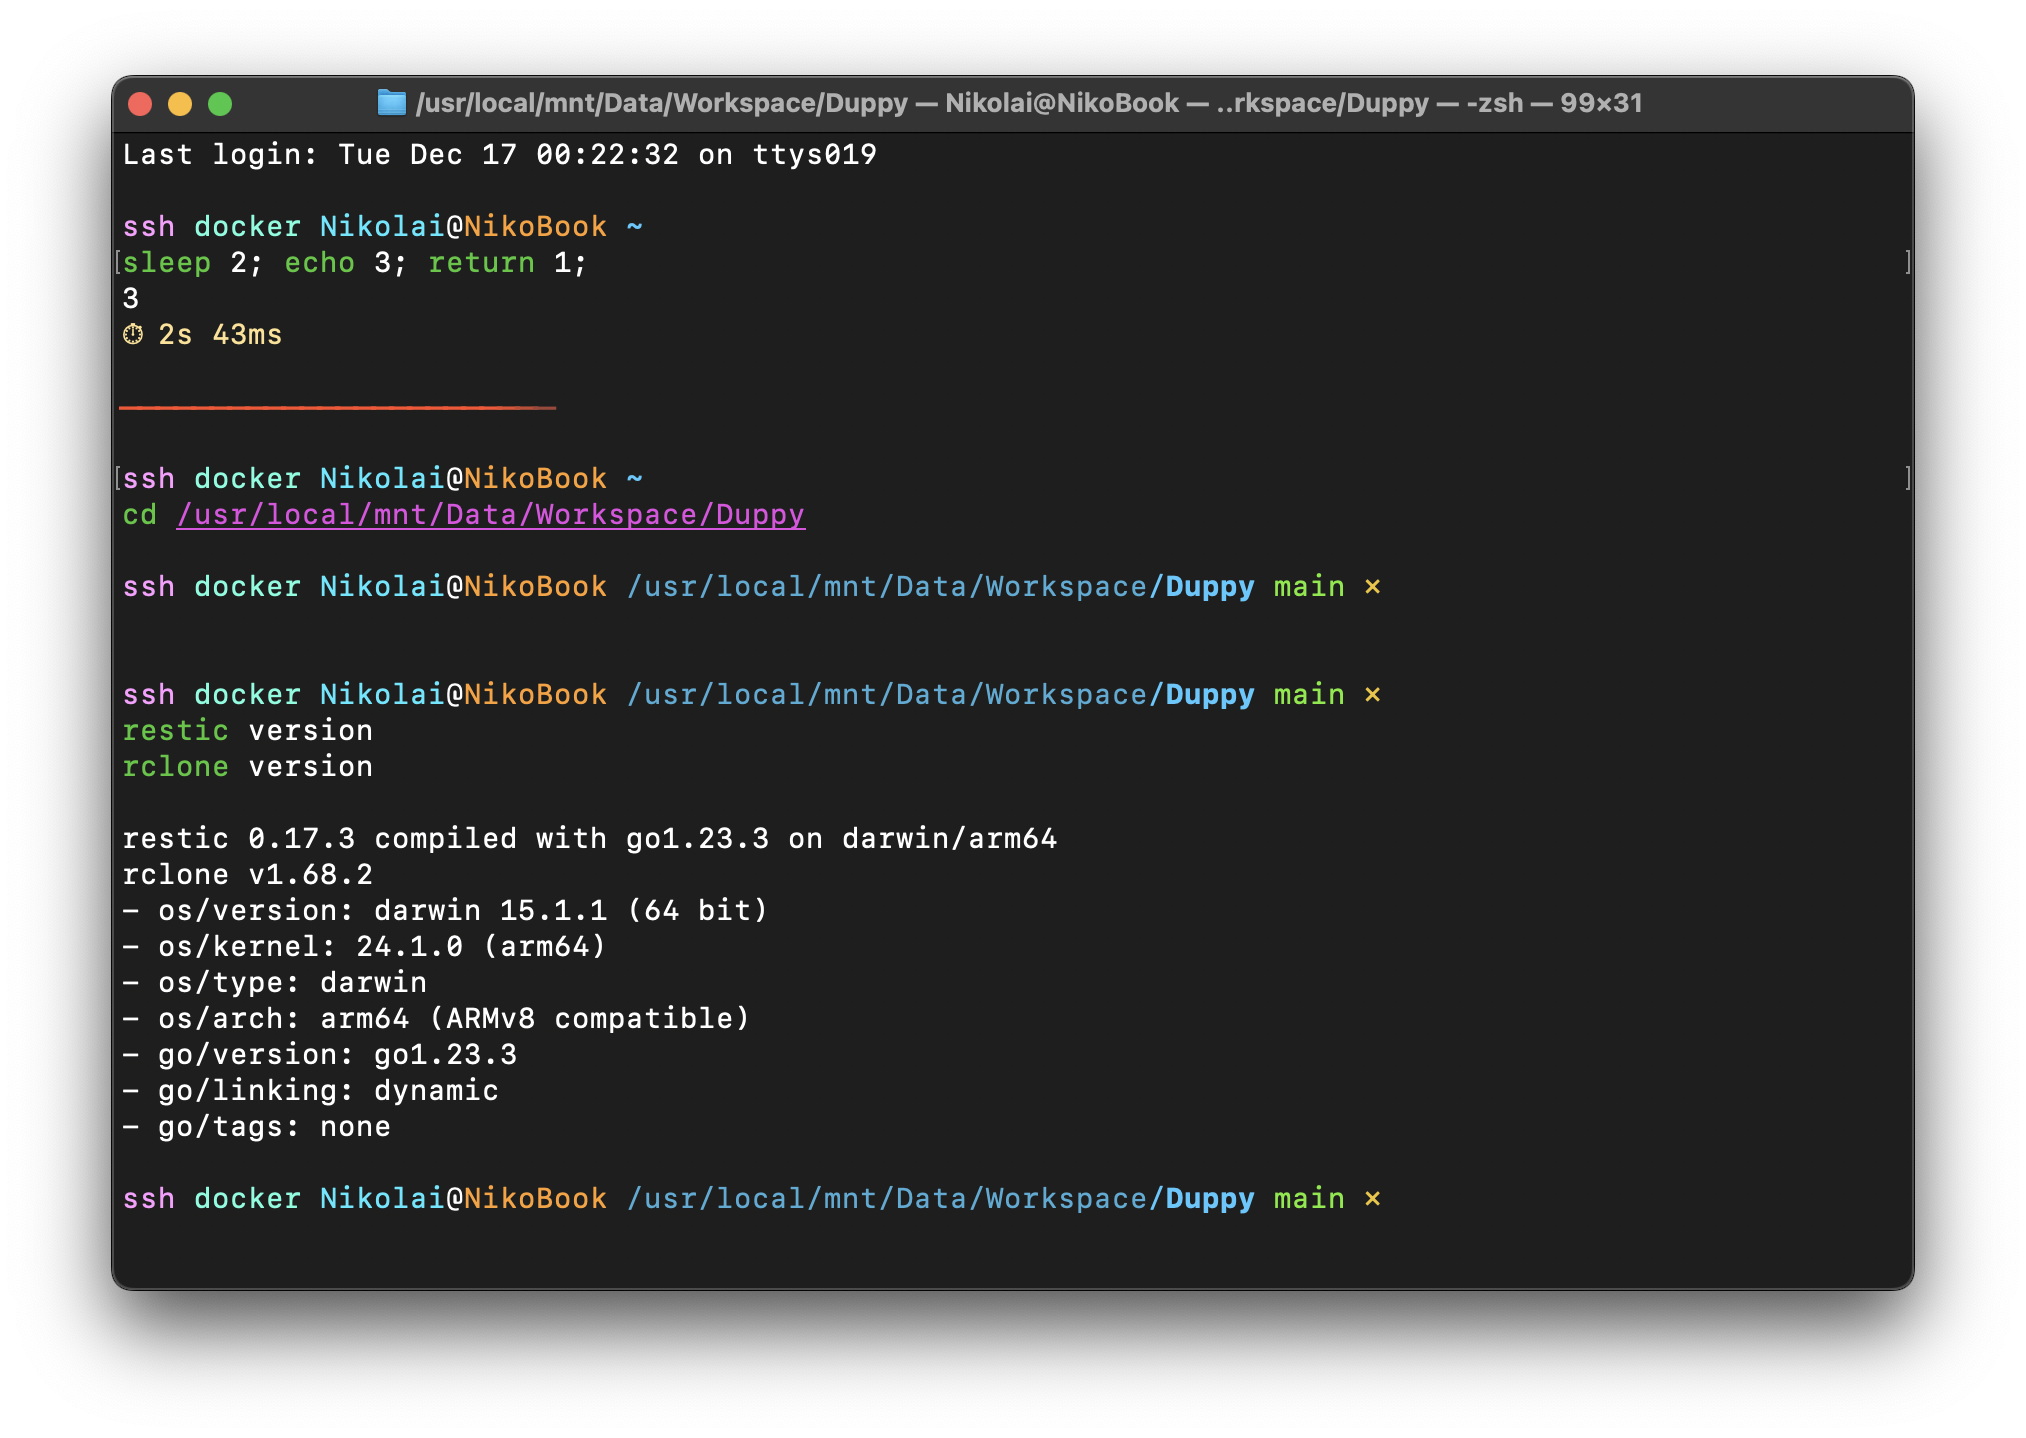 /usr/local/mnt/Data/Workspace/Duppy — Nikolai@NikoBook — ..rkspace/Duppy — -zsh — 99×31
Last login: Tue Dec 17 00:22:32 on ttys019
ssh docker Nikolai@NikoBook ~
[sleep 2; echo 3; return 1; ]
3
⏱ 2s 43ms
[ssh docker Nikolai@NikoBook ~ ]
cd /usr/local/mnt/Data/Workspace/Duppy
ssh docker Nikolai@NikoBook /usr/local/mnt/Data/Workspace/Duppy main ×
ssh docker Nikolai@NikoBook /usr/local/mnt/Data/Workspace/Duppy main ×
restic version
rclone version
restic 0.17.3 compiled with go1.23.3 on darwin/arm64
rclone v1.68.2
- os/version: darwin 15.1.1 (64 bit)
- os/kernel: 24.1.0 (arm64)
- os/type: darwin
- os/arch: arm64 (ARMv8 compatible)
- go/version: go1.23.3
- go/linking: dynamic
- go/tags: none
ssh docker Nikolai@NikoBook /usr/local/mnt/Data/Workspace/Duppy main ×